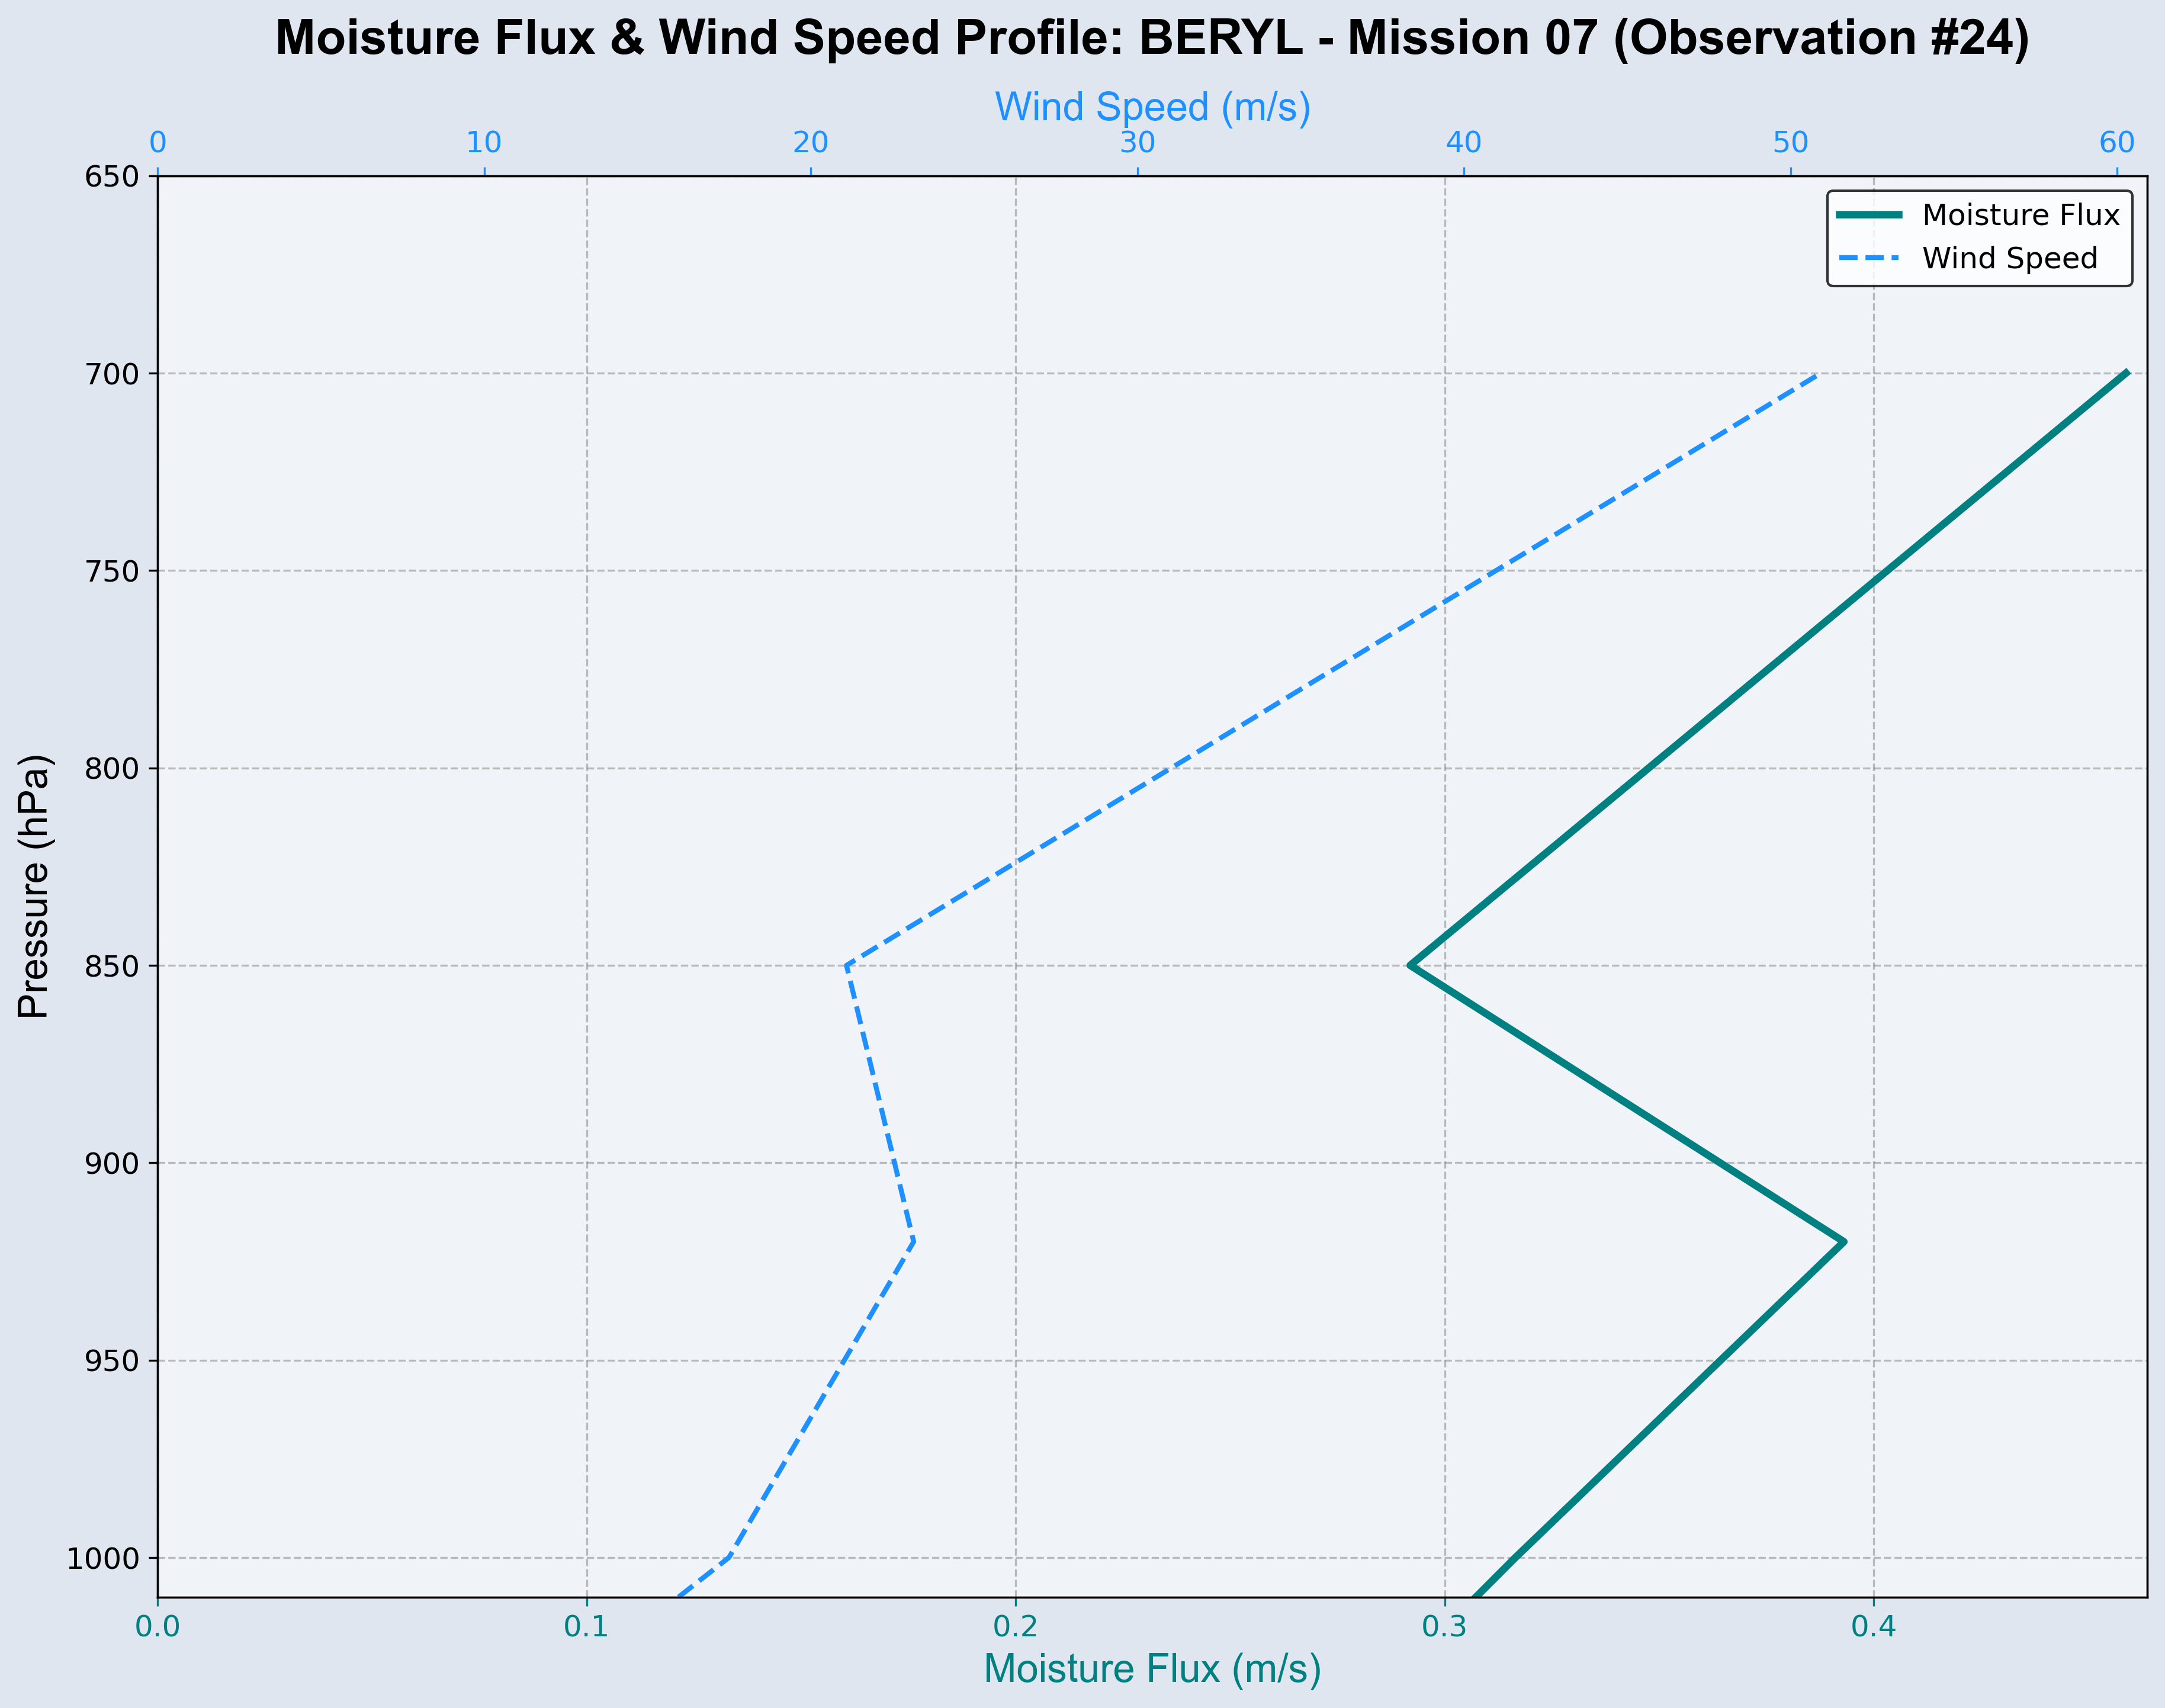 Moisture Flux & Wind Speed Profile: BERYL - Mission 07 (Observation #24)
Wind Speed (m/s)
0 10 20 30 40 50 60
Moisture Flux
Wind Speed
Pressure (hPa)
650
700
750
800
850
900
950
1000
0.0 0.1 0.2 0.3 0.4
Moisture Flux (m/s)